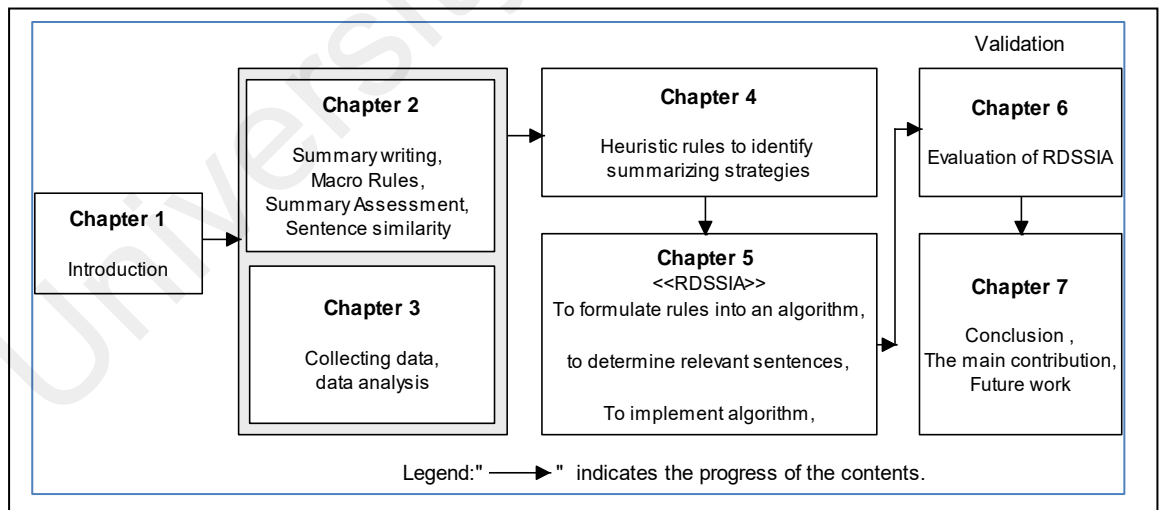 Chapter 1
Introduction
Chapter 2
Summary writing,
Macro Rules,
Summary Assessment,
Sentence similarity
Chapter 3
Collecting data,
data analysis
Chapter 4
Heuristic rules to identify
summarizing strategies
Chapter 5
<<RDSSIA>>
To formulate rules into an algorithm,
to determine relevant sentences,
To implement algorithm,
Validation
Chapter 6
Evaluation of RDSSIA
Chapter 7
Conclusion ,
The main contribution,
Future work
Legend:" " indicates the progress of the contents.
University